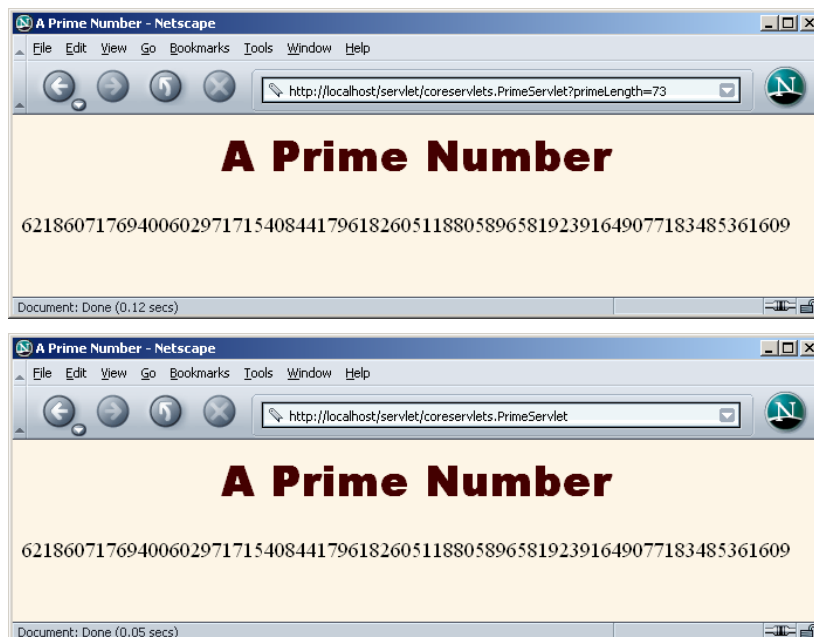 A Prime Number - Netscape
File Edit View Go Bookmarks Tools Window Help
http://localhost/servlet/coreservlets.PrimeServlet?primeLength=73
N
A Prime Number
6218607176940060297171540844179618260511880589658192391649077183485361609
Document: Done (0.12 secs)
A Prime Number - Netscape
File Edit View Go Bookmarks Tools Window Help
http://localhost/servlet/coreservlets.PrimeServlet
N
A Prime Number
6218607176940060297171540844179618260511880589658192391649077183485361609
Document: Done (0.05 secs)